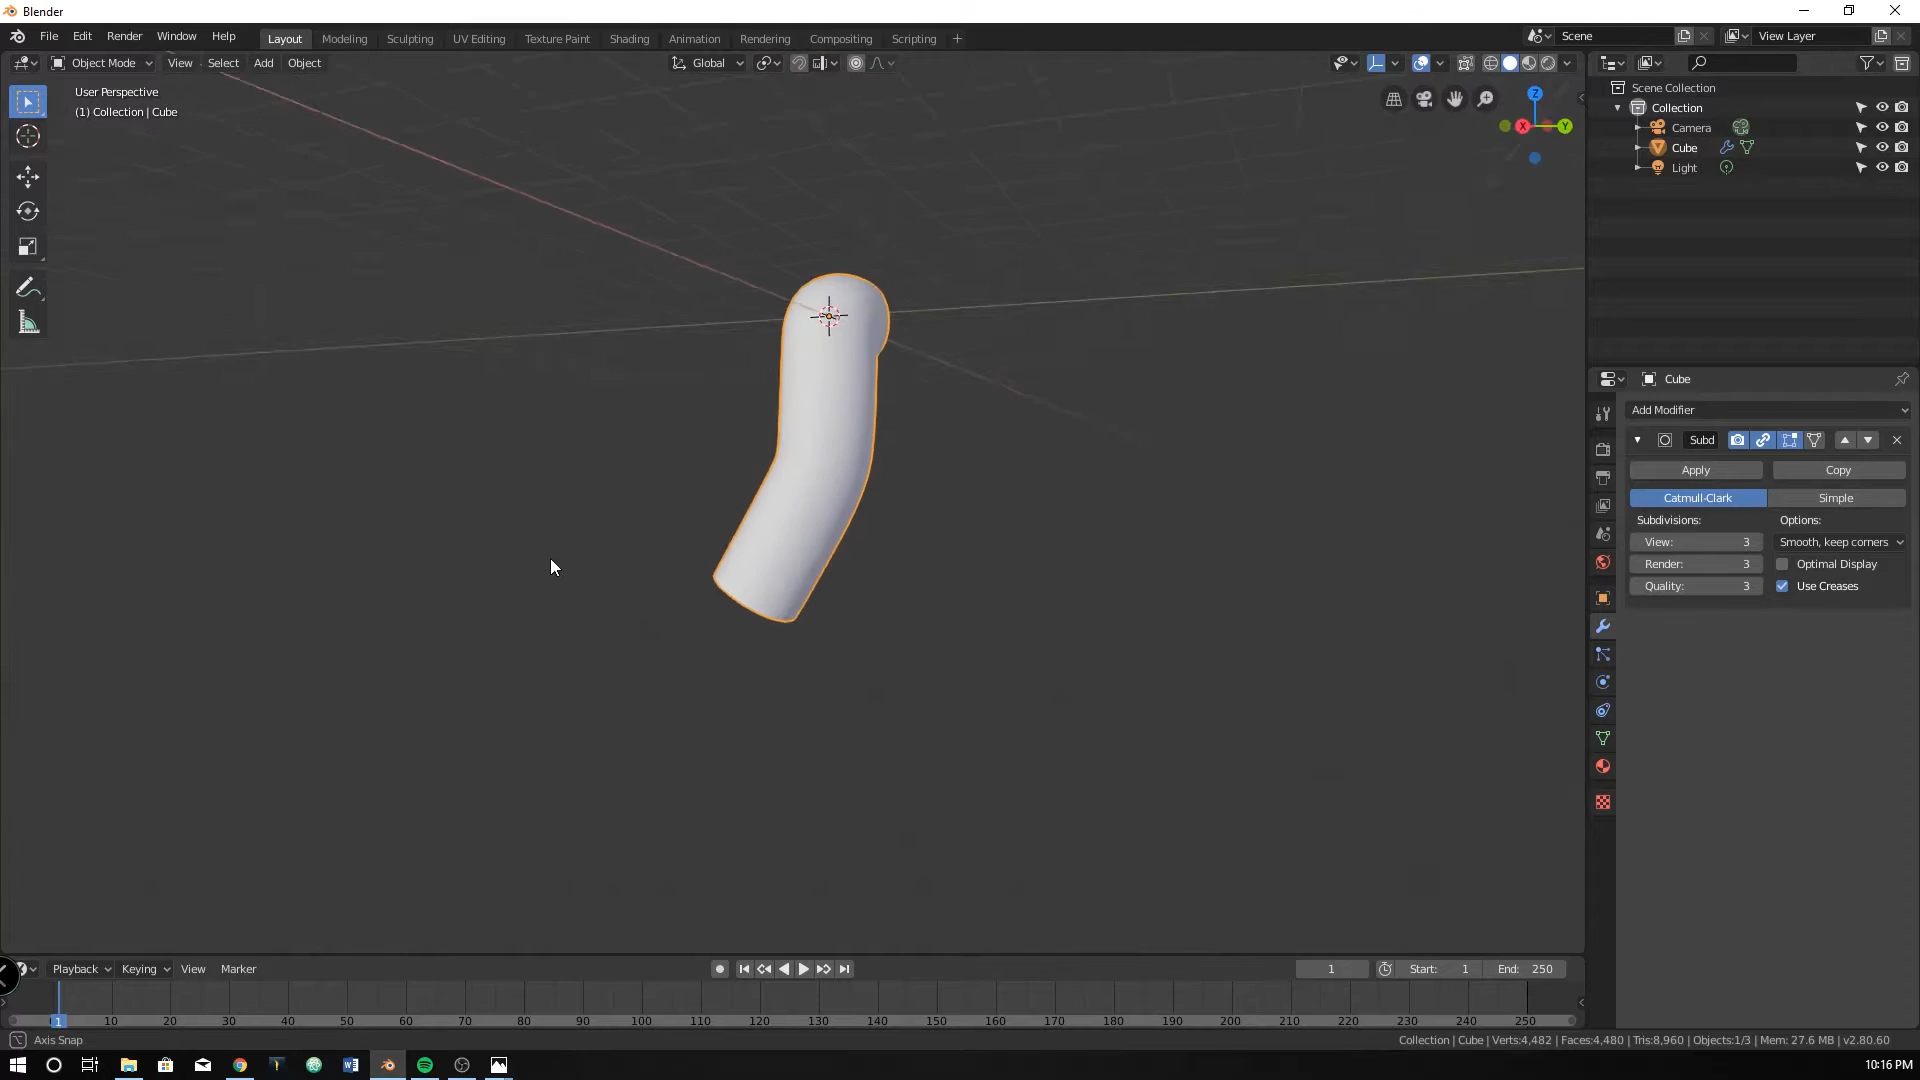 Blender
File Edit Render Window Help Layout Modeling Sculpting UV Editing Texture Paint Shading Animation Rendering Compositing Scripting + Scene View Layer
Object Mode View Select Add Object Global
User Perspective
(1) Collection | Cube
Z
X
Y
Scene Collection
Collection
Camera
Cube
Light
Cube
Add Modifier
Subd
Apply Copy
Catmull-Clark Simple
Subdivisions: Options:
View: 3 Smooth, keep corners
Render: 3 Optimal Display
Quality: 3 Use Creases
Playback Keying View Marker 1 Start: 1 End: 250
1 10 20 30 40 50 60 70 80 90 100 110 120 130 140 150 160 170 180 190 200 210 220 230 240 250
Axis Snap Collection | Cube | Verts:4,482 | Faces:4,480 | Tris:8,960 | Objects:1/3 | Mem: 27.6 MB | v2.80.60
10:16 PM